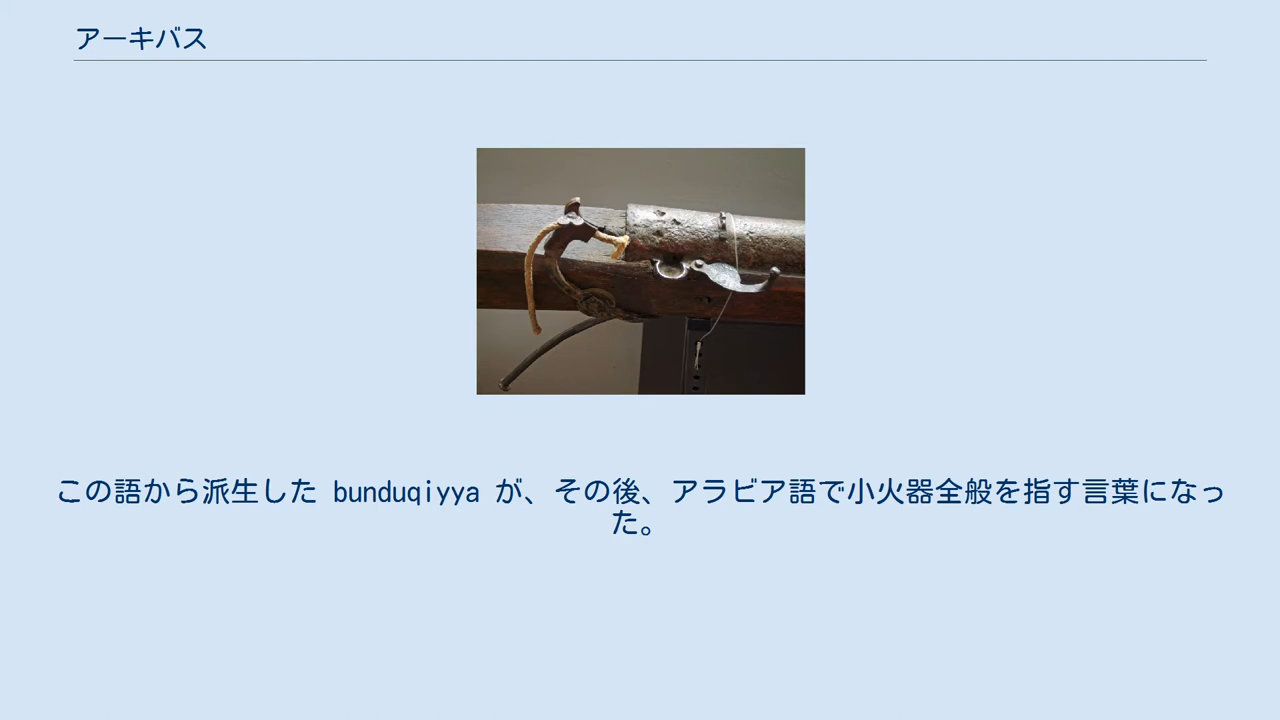 アーキバス
この語から派生した bunduqiyya が、その後、アラビア語で小火器全般を指す言葉になっ
た。